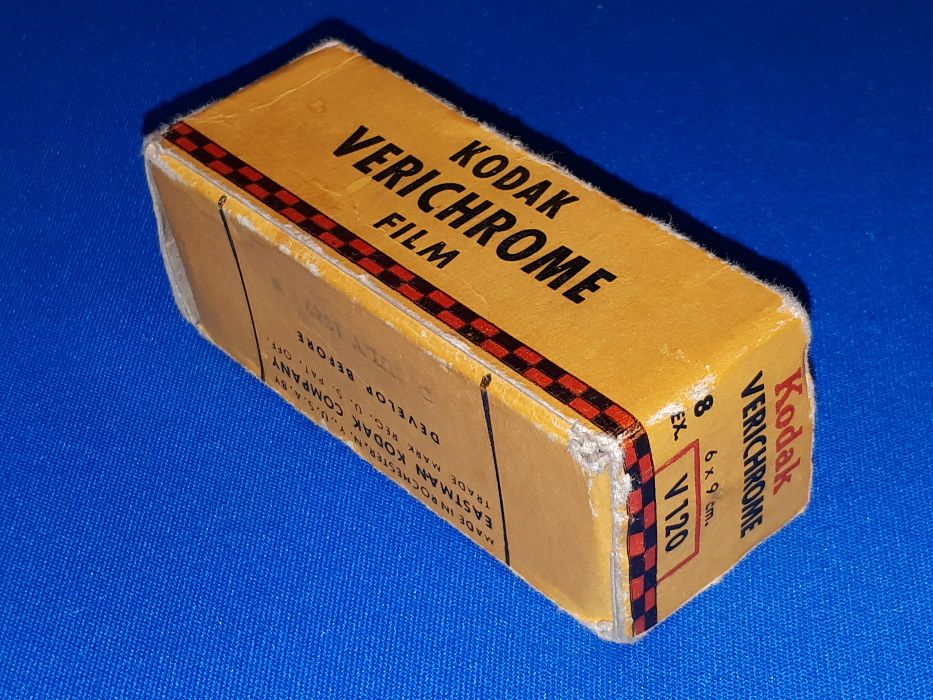 KODAK
VERICHROME
FILM
Kodak
VERICHROME
6 x 9 cm.
8
EX.
V120
DEVELOP BEFORE
TRADE MARK REG. U. S. PAT. OFF.
EASTMAN KODAK COMPANY
MADE IN ROCHESTER, N. Y., U. S. A. BY